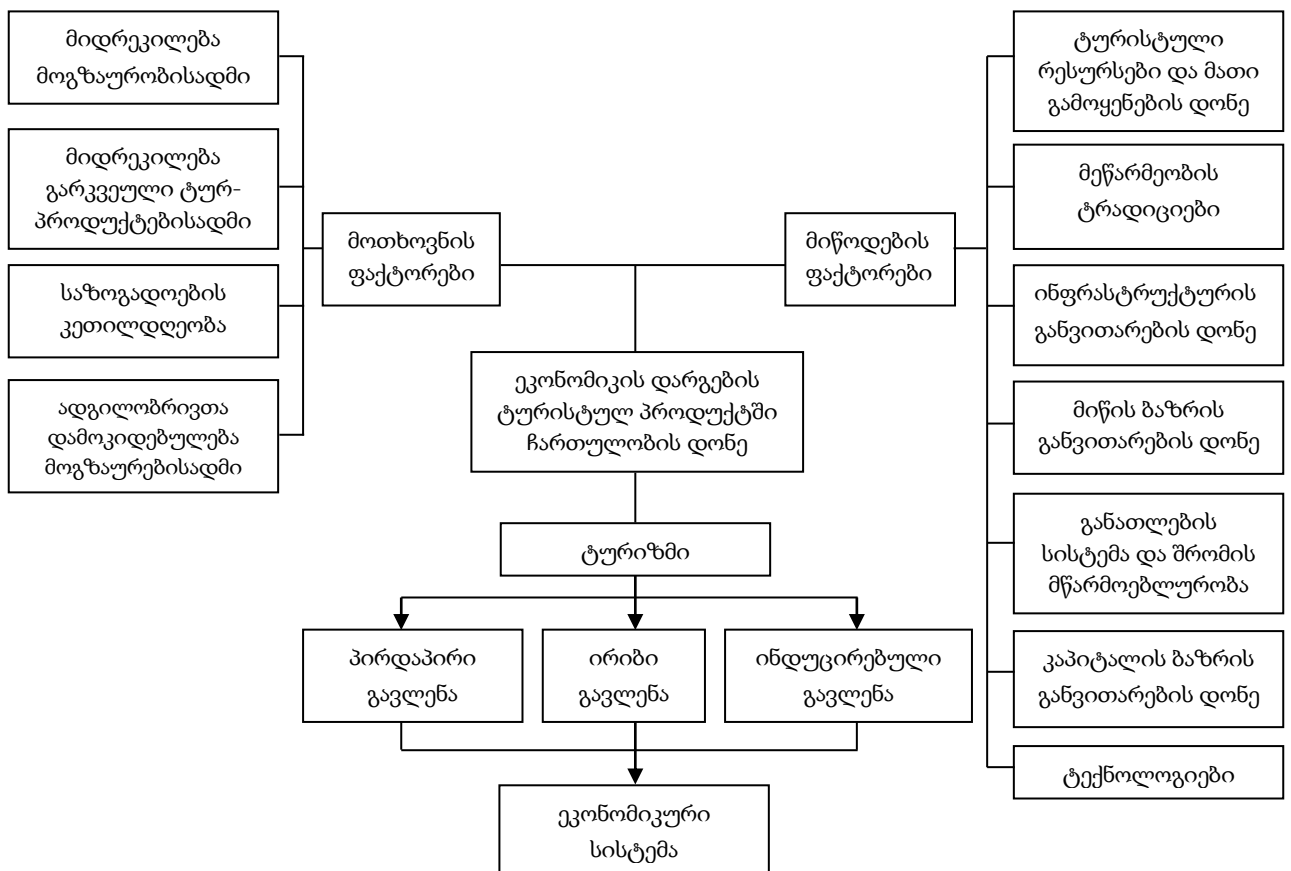 მიდრეკილება
მოგზაურობისადმი
მიდრეკილება
გარკვეული ტურ-
პროდუქტებისადმი
საზოგადოების
კეთილდღეობა
ადგილობრივთა
დამოკიდებულება
მოგზაურებისადმი
მოთხოვნის
ფაქტორები
მიწოდების
ფაქტორები
ტურისტული
რესურსები და მათი
გამოყენების დონე
მეწარმეობის
ტრადიციები
ინფრასტრუქტურის
განვითარების დონე
მიწის ბაზრის
განვითარების დონე
განათლების
სისტემა და შრომის
მწარმოებლურობა
კაპიტალის ბაზრის
განვითარების დონე
ტექნოლოგიები
ეკონომიკის დარგების
ტურისტულ პროდუქტში
ჩართულობის დონე
ტურიზმი
პირდაპირი
გავლენა
ირიბი
გავლენა
ინდუცირებული
გავლენა
ეკონომიკური
სისტემა